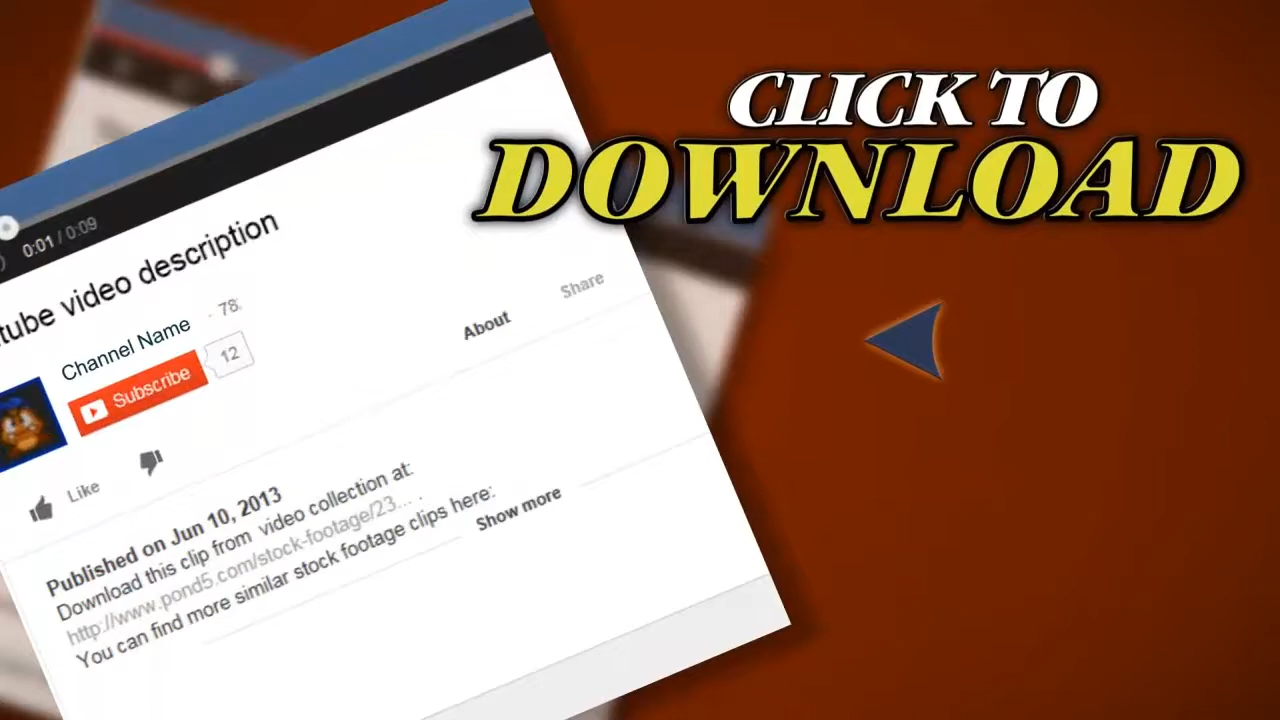 CLICK TO
DOWNLOAD
0:01 / 0:09
tube video description
Channel Name
78
Subscribe
12
About
Share
Like
Published on Jun 10, 2013
Download this clip from video collection at:
http://www.pond5.com/stock-footage/23...
You can find more similar stock footage clips here:
Show more